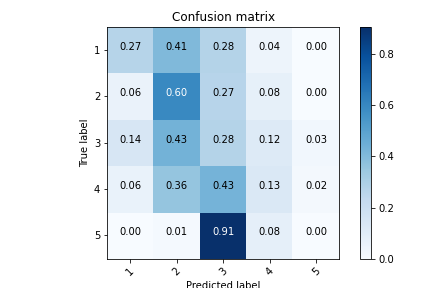 Confusion matrix
True label
1 0.27 0.41 0.28 0.04 0.00
2 0.06 0.60 0.27 0.08 0.00
3 0.14 0.43 0.28 0.12 0.03
4 0.06 0.36 0.43 0.13 0.02
5 0.00 0.01 0.91 0.08 0.00
1 2 3 4 5
Predicted label
0.8
0.6
0.4
0.2
0.0